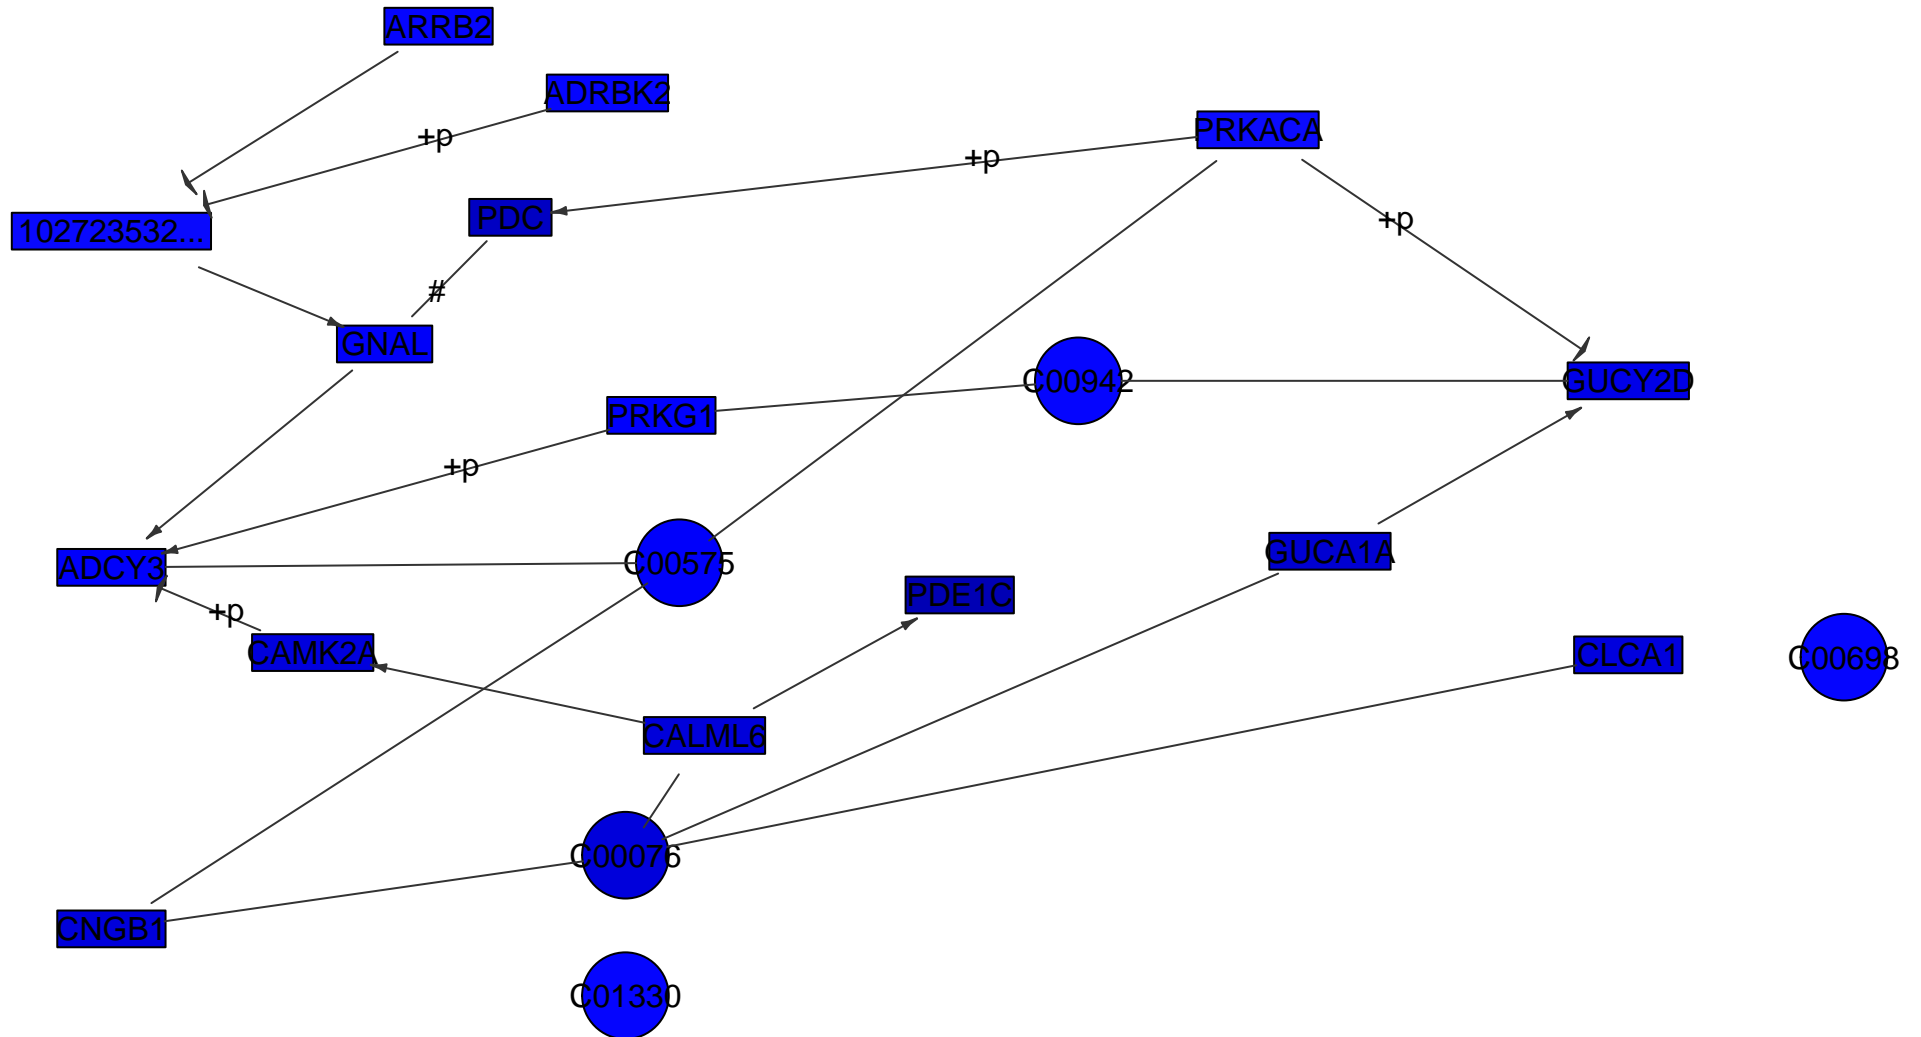 ARRB2
ADRBK2
+p
PRKACA
+p
102723532...
PDC
+p
#
GNAL
C00942
GUCY2D
PRKG1
+p
ADCY3
C00575
GUCA1A
PDE1C
+p
CAMK2A
CLCA1
C00698
CALML6
C00076
CNGB1
C01330